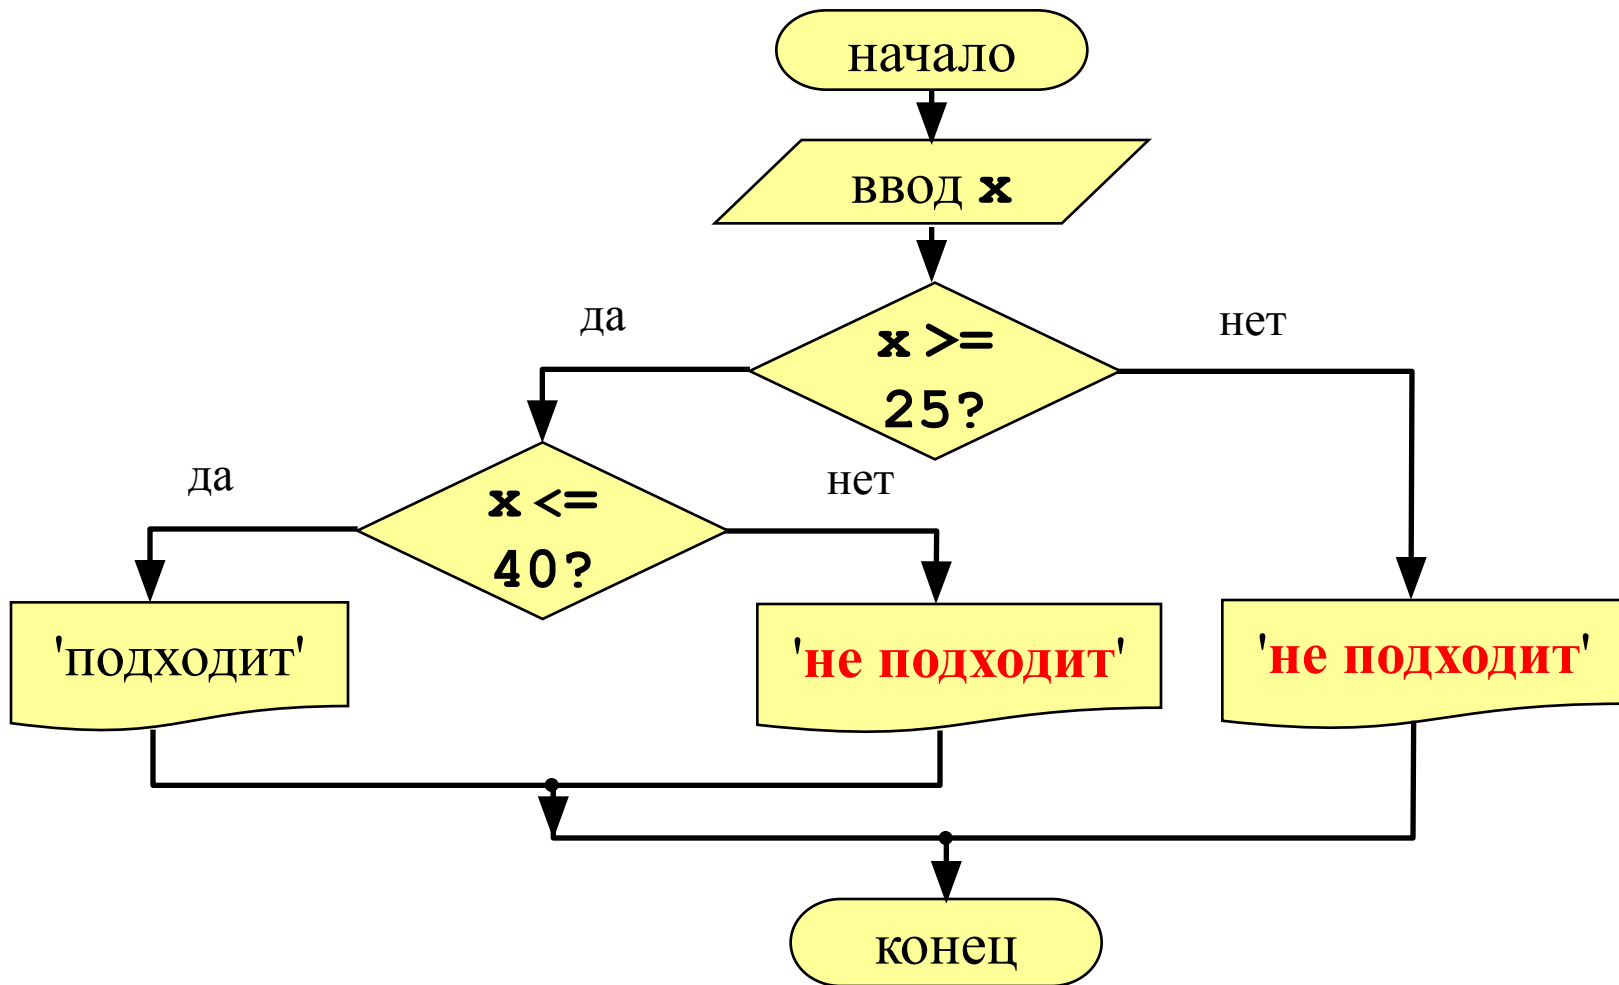 начало
ввод x
да
x >=
25?
нет
да
x <=
40?
нет
'подходит'
'не подходит'
'не подходит'
конец